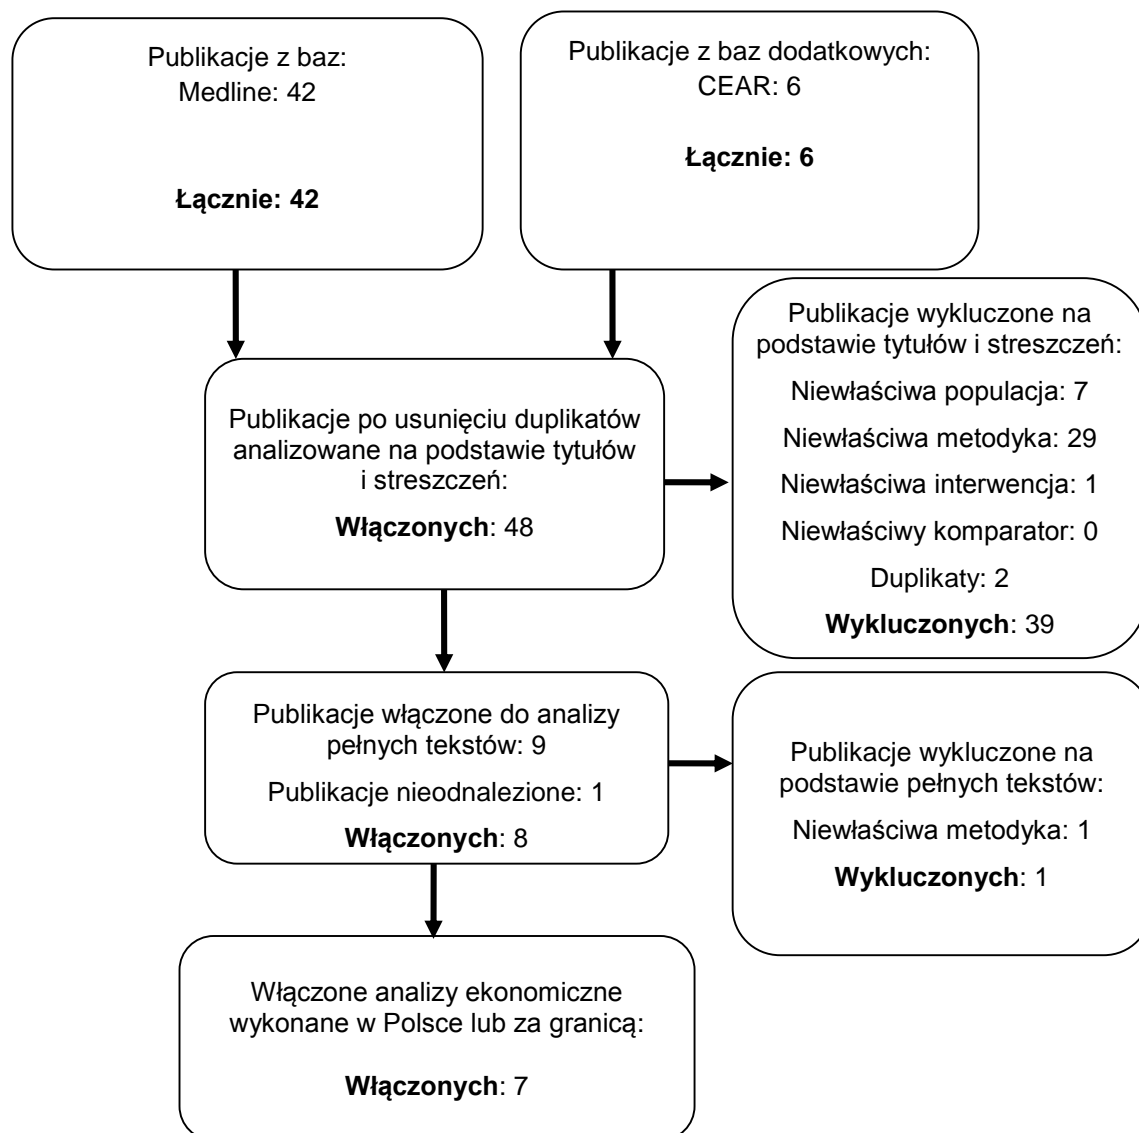 Publikacje z baz:
Medline: 42
Łącznie: 42
Publikacje z baz dodatkowych:
CEAR: 6
Łącznie: 6
Publikacje po usunięciu duplikatów
analizowane na podstawie tytułów
i streszczeń:
Włączonych: 48
Publikacje wykluczone na
podstawie tytułów i streszczeń:
Niewłaściwa populacja: 7
Niewłaściwa metodyka: 29
Niewłaściwa interwencja: 1
Niewłaściwy komparator: 0
Duplikaty: 2
Wykluczonych: 39
Publikacje włączone do analizy
pełnych tekstów: 9
Publikacje nieodnalezione: 1
Włączonych: 8
Publikacje wykluczone na
podstawie pełnych tekstów:
Niewłaściwa metodyka: 1
Wykluczonych: 1
Włączone analizy ekonomiczne
wykonane w Polsce lub za granicą:
Włączonych: 7